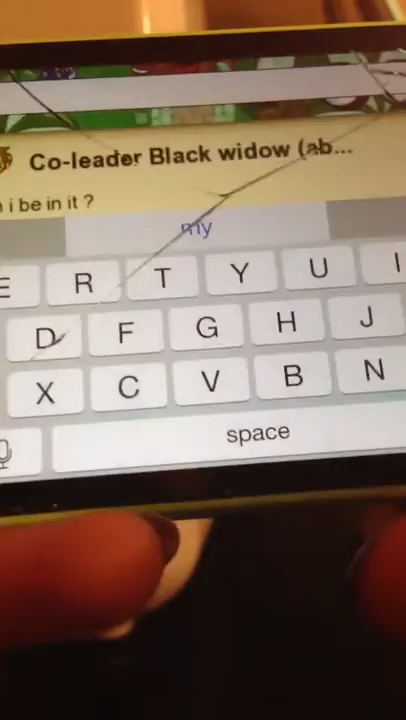 Co-leader Black widow (ab...
i be in it ?
my
E R T Y U I
D F G H J
X C V B N
space